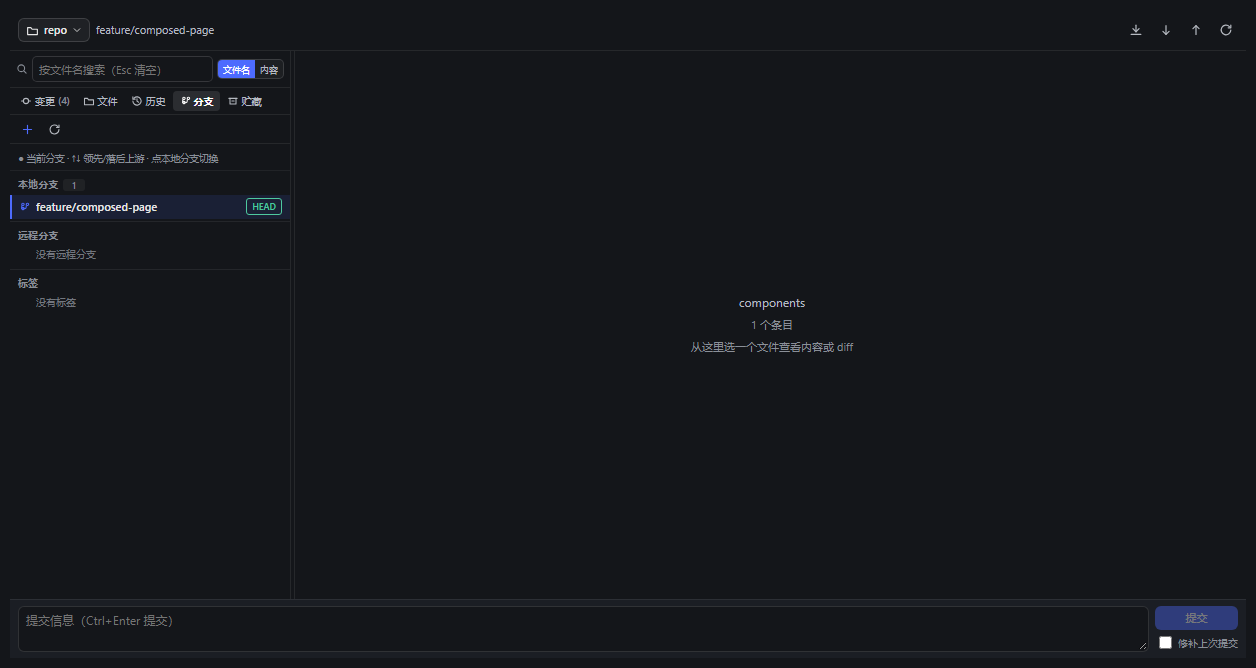 repo feature/composed-page
按文件名搜索（Esc 清空） 文件名 内容
变更 (4) 文件 历史 分支 贮藏
● 当前分支 · ↑↓ 领先/落后上游 · 点本地分支切换
本地分支 1
feature/composed-page HEAD
远程分支
没有远程分支
标签
没有标签
components
1 个条目
从这里选一个文件查看内容或 diff
提交信息（Ctrl+Enter 提交）
提交
修补上次提交